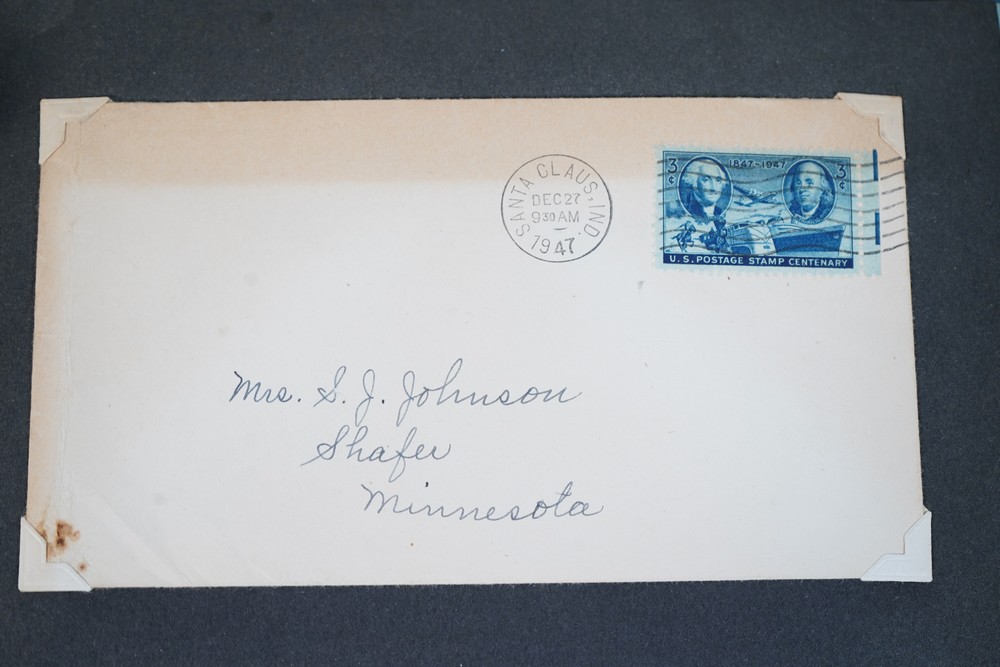 SANTA CLAUS, IND.
DEC 27
9 30 AM
1947
3¢ 1847-1947 3¢
U.S. POSTAGE STAMP CENTENARY
Mrs. S. J. Johnson
Shafer
Minnesota